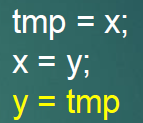 tmp = x;
x = y;
y = tmp